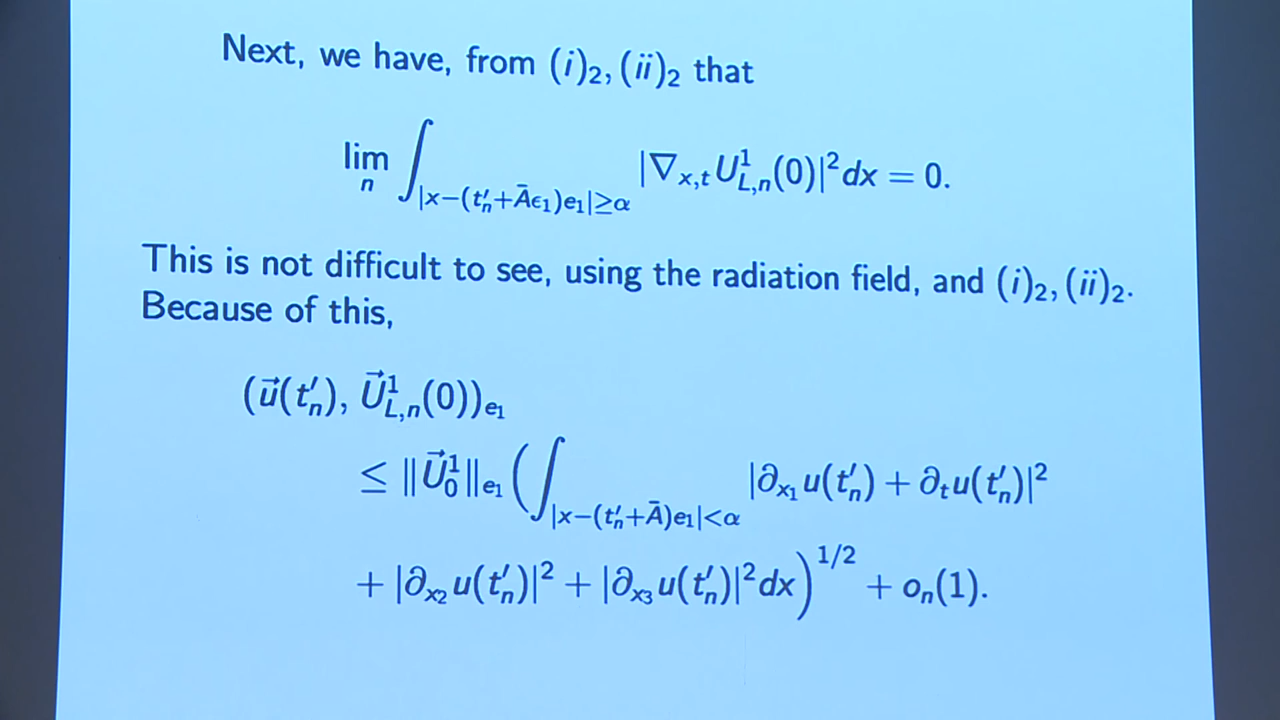 Next, we have, from (i)₂, (ii)₂ that
lim_n ∫_{|x−(t′_n+Āϵ₁)e₁|≥α} |∇_{x,t} U^1_{L,n}(0)|² dx = 0.
This is not difficult to see, using the radiation field, and (i)₂, (ii)₂.
Because of this,
(u⃗(t′_n), U⃗^1_{L,n}(0))_{e₁}
≤ ‖U⃗^1_0‖_{e₁} (∫_{|x−(t′_n+Ā)e₁|<α} |∂_{x₁}u(t′_n) + ∂_t u(t′_n)|²
+ |∂_{x₂}u(t′_n)|² + |∂_{x₃}u(t′_n)|² dx)^{1/2} + o_n(1).